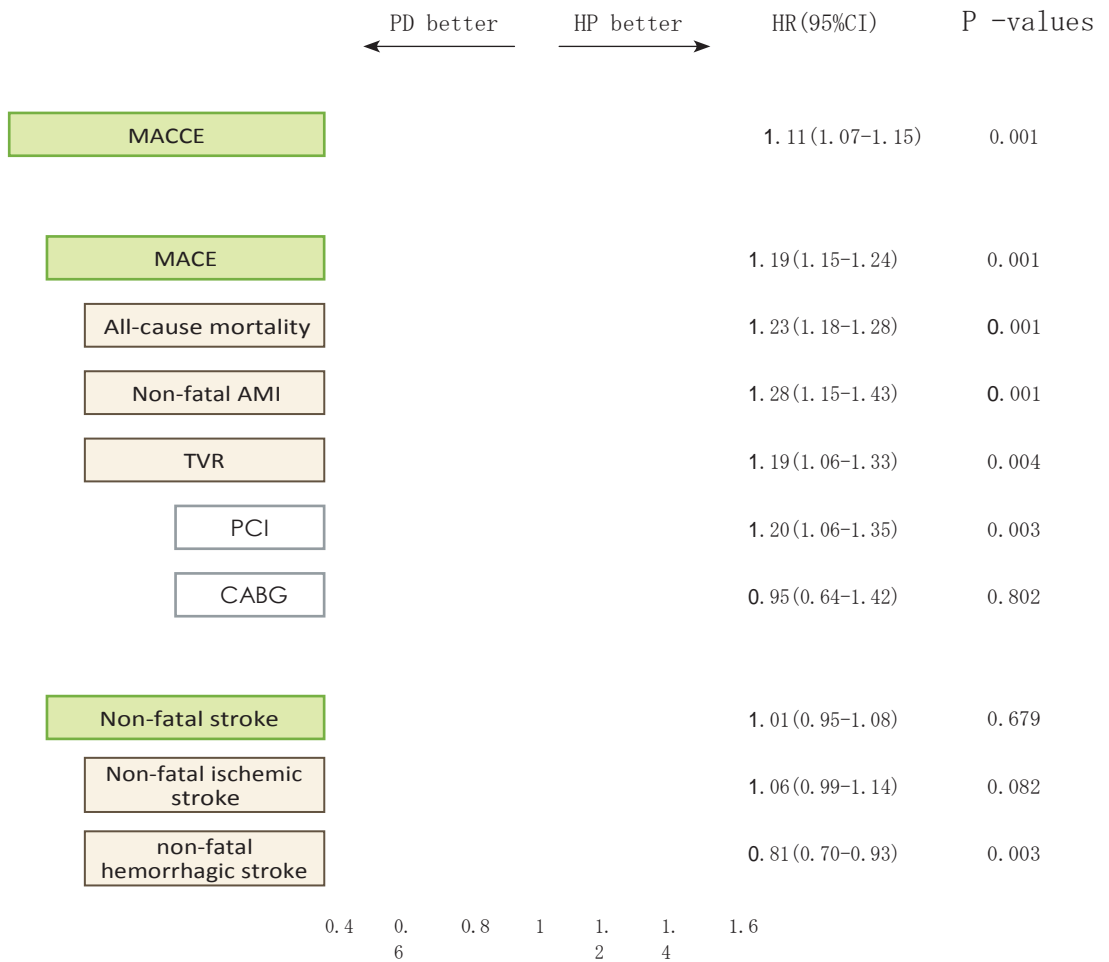 PD better HP better HR(95%CI) P -values
MACCE 1.11(1.07-1.15) 0.001
MACE 1.19(1.15-1.24) 0.001
All-cause mortality 1.23(1.18-1.28) 0.001
Non-fatal AMI 1.28(1.15-1.43) 0.001
TVR 1.19(1.06-1.33) 0.004
PCI 1.20(1.06-1.35) 0.003
CABG 0.95(0.64-1.42) 0.802
Non-fatal stroke 1.01(0.95-1.08) 0.679
Non-fatal ischemic
stroke 1.06(0.99-1.14) 0.082
non-fatal
hemorrhagic stroke 0.81(0.70-0.93) 0.003
0.4 0. 0.8 1 1. 1. 1.6
6 2 4